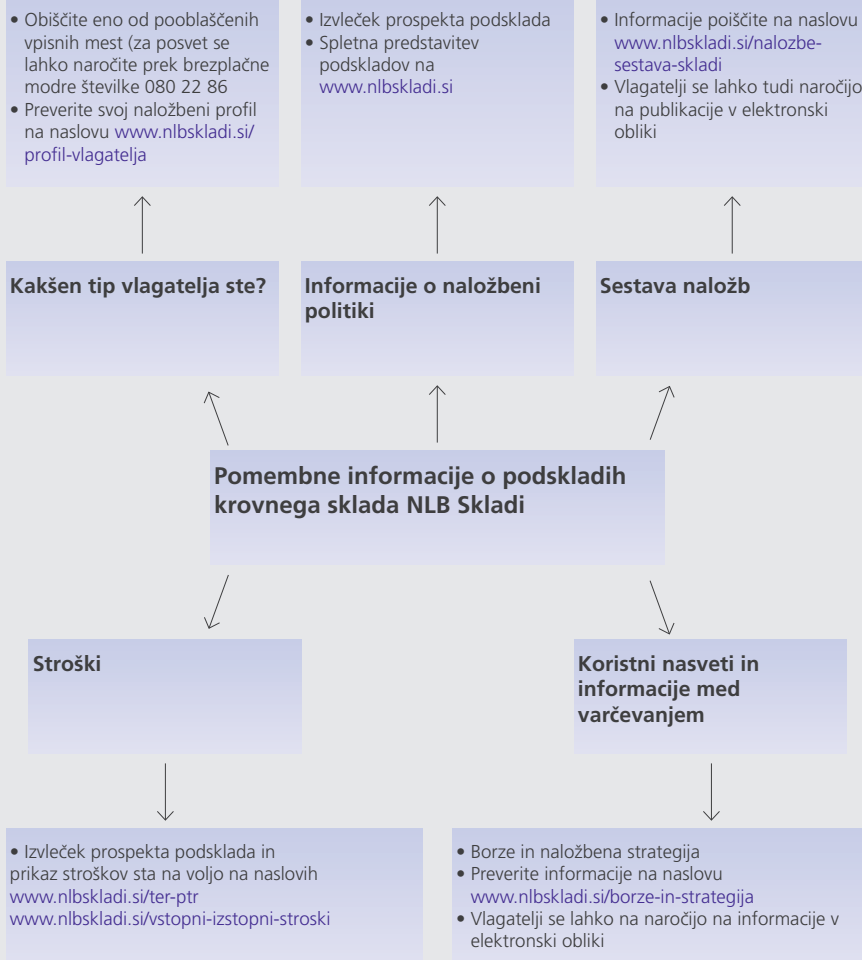 • Obiščite eno od pooblaščenih
vpisnih mest (za posvet se
lahko naročite prek brezplačne
modre številke 080 22 86
• Preverite svoj naložbeni profil
na naslovu www.nlbskladi.si/
profil-vlagatelja
• Izvleček prospekta podsklada
• Spletna predstavitev
podskladov na
www.nlbskladi.si
• Informacije poiščite na naslovu
www.nlbskladi.si/nalozbe-
sestava-skladi
• Vlagatelji se lahko tudi naročijo
na publikacije v elektronski
obliki
Kakšen tip vlagatelja ste?
Informacije o naložbeni
politiki
Sestava naložb
Pomembne informacije o podskladih
krovnega sklada NLB Skladi
Stroški
Koristni nasveti in
informacije med
varčevanjem
• Izvleček prospekta podsklada in
prikaz stroškov sta na voljo na naslovih
www.nlbskladi.si/ter-ptr
www.nlbskladi.si/vstopni-izstopni-stroski
• Borze in naložbena strategija
• Preverite informacije na naslovu
www.nlbskladi.si/borze-in-strategija
• Vlagatelji se lahko na naročijo na informacije v
elektronski obliki